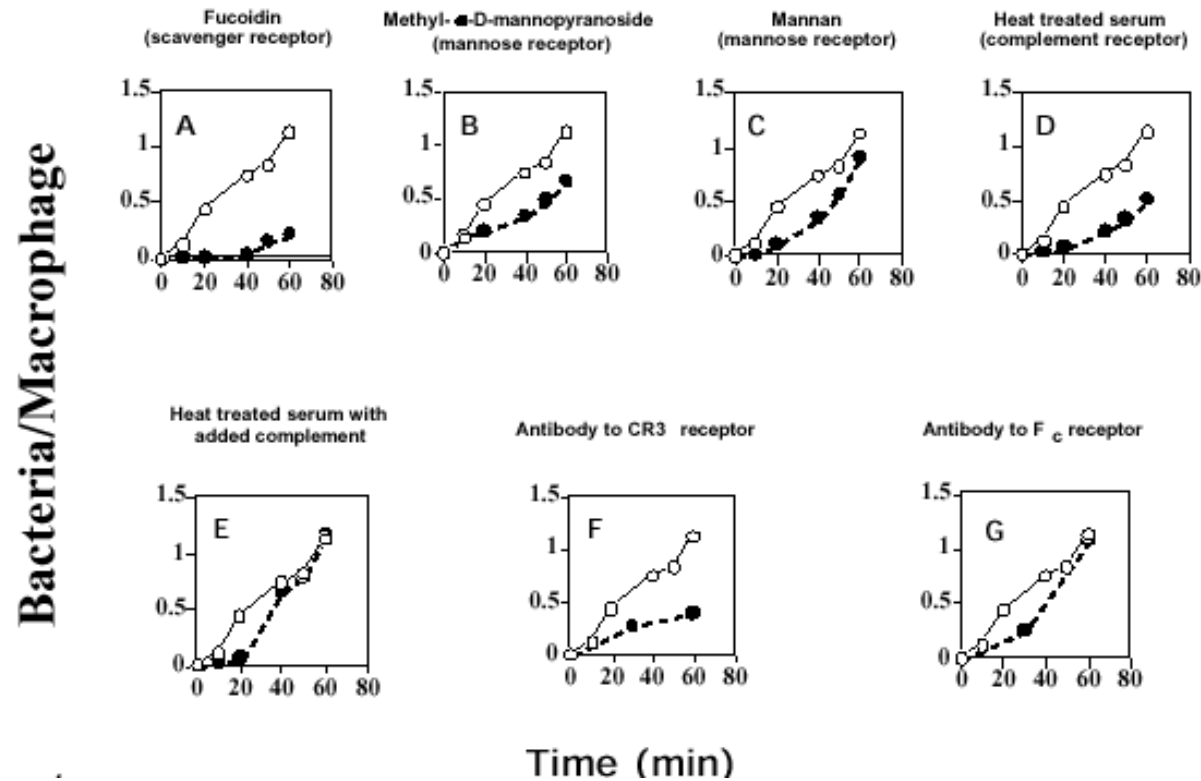 Fucoidin
(scavenger receptor)
Methyl- -D-mannopyranoside
(mannose receptor)
Mannan
(mannose receptor)
Heat treated serum
(complement receptor)
Bacteria/Macrophage
A
1.5
1
0.5
0
0 20 40 60 80
B
1.5
1
0.5
0
0 20 40 60 80
C
1.5
1
0.5
0
0 20 40 60 80
D
1.5
1
0.5
0
0 20 40 60 80
Heat treated serum with
added complement
Antibody to CR3 receptor
Antibody to Fc receptor
E
1.5
1
0.5
0
0 20 40 60 80
F
1.5
1
0.5
0
0 20 40 60 80
G
1.5
1
0.5
0
0 20 40 60 80
Time (min)